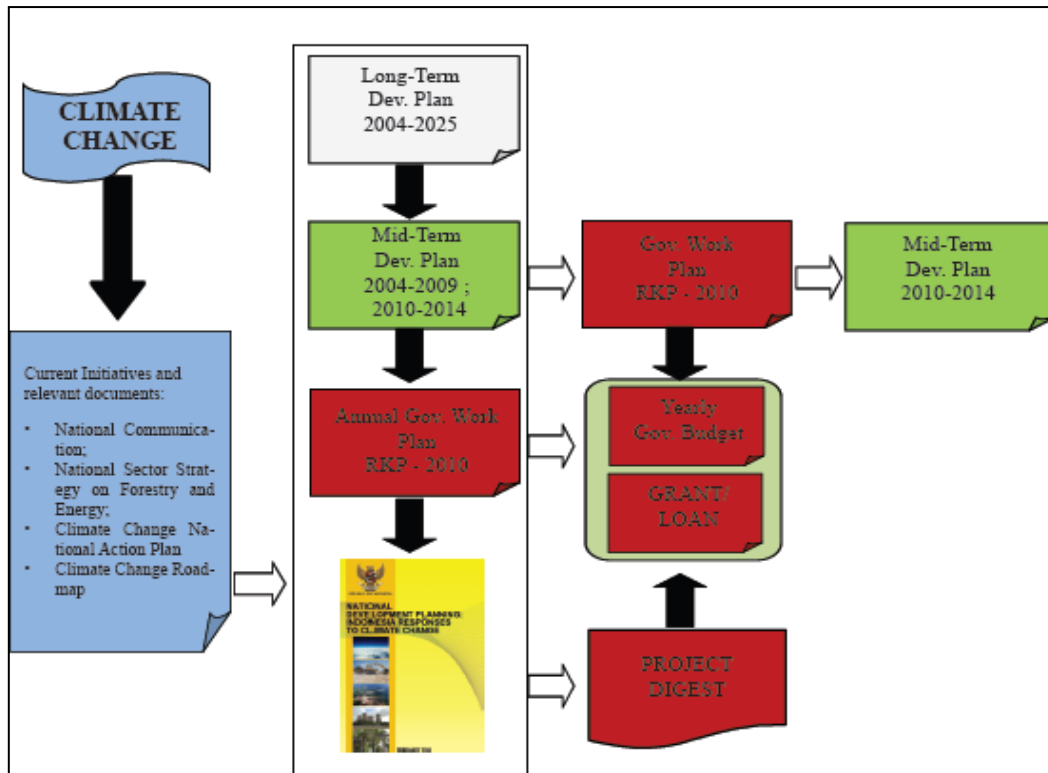 CLIMATE
CHANGE
Current Initiatives and
relevant documents:
• National Communica-
tion;
• National Sector Strat-
egy on Forestry and
Energy;
• Climate Change Na-
tional Action Plan
• Climate Change Road-
map
Long-Term
Dev. Plan
2004-2025
Mid-Term
Dev. Plan
2004-2009 ;
2010-2014
Annual Gov. Work
Plan
RKP - 2010
NATIONAL
DEVELOPMENT PLANNING:
INDONESIA RESPONSES
TO CLIMATE CHANGE
Gov. Work
Plan
RKP - 2010
Mid-Term
Dev. Plan
2010-2014
Yearly
Gov. Budget
GRANT/
LOAN
PROJECT
DIGEST